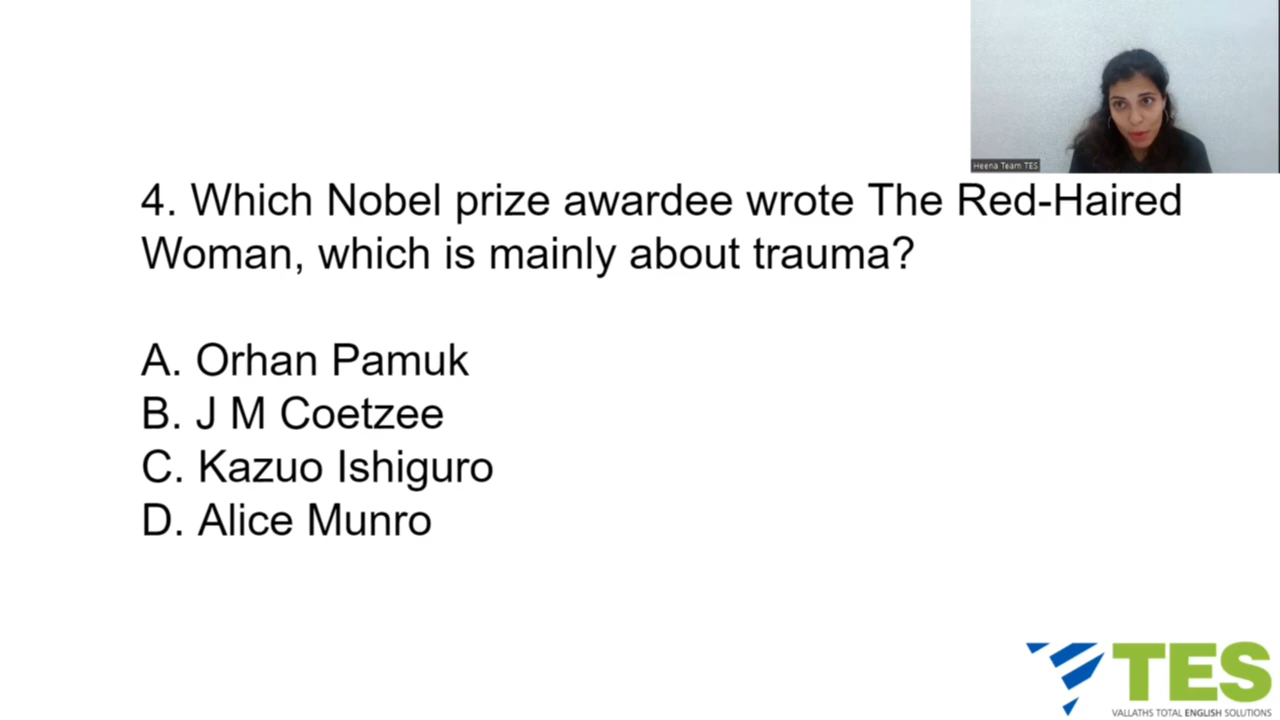 Heena Team TES
4. Which Nobel prize awardee wrote The Red-Haired
Woman, which is mainly about trauma?
A. Orhan Pamuk
B. J M Coetzee
C. Kazuo Ishiguro
D. Alice Munro
TES
VALLATHS TOTAL ENGLISH SOLUTIONS